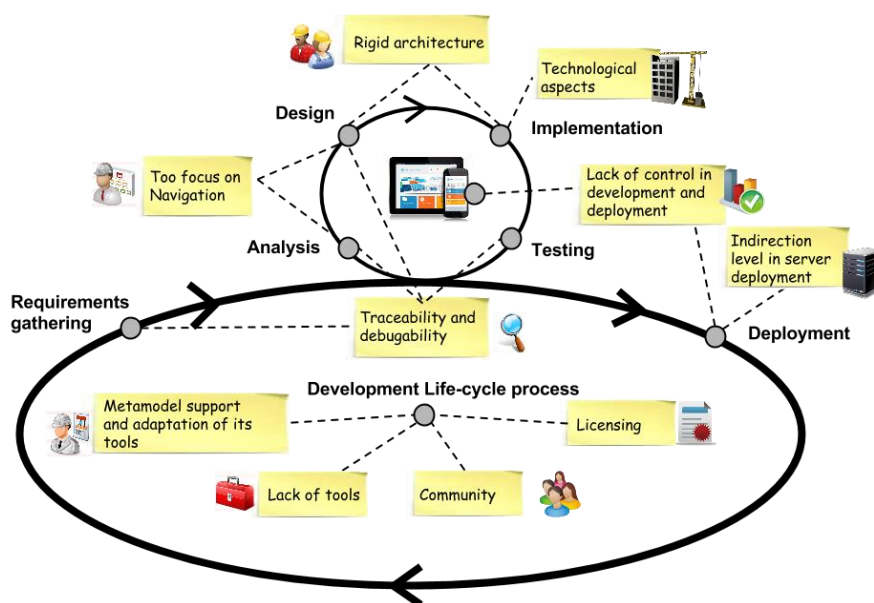 Rigid architecture
Technological
aspects
Design
Implementation
Too focus on
Navigation
Lack of control in
development and
deployment
Analysis
Testing
Indirection
level in server
deployment
Requirements
gathering
Traceability and
debugability
Deployment
Development Life-cycle process
Metamodel support
and adaptation of its
tools
Licensing
Lack of tools
Community